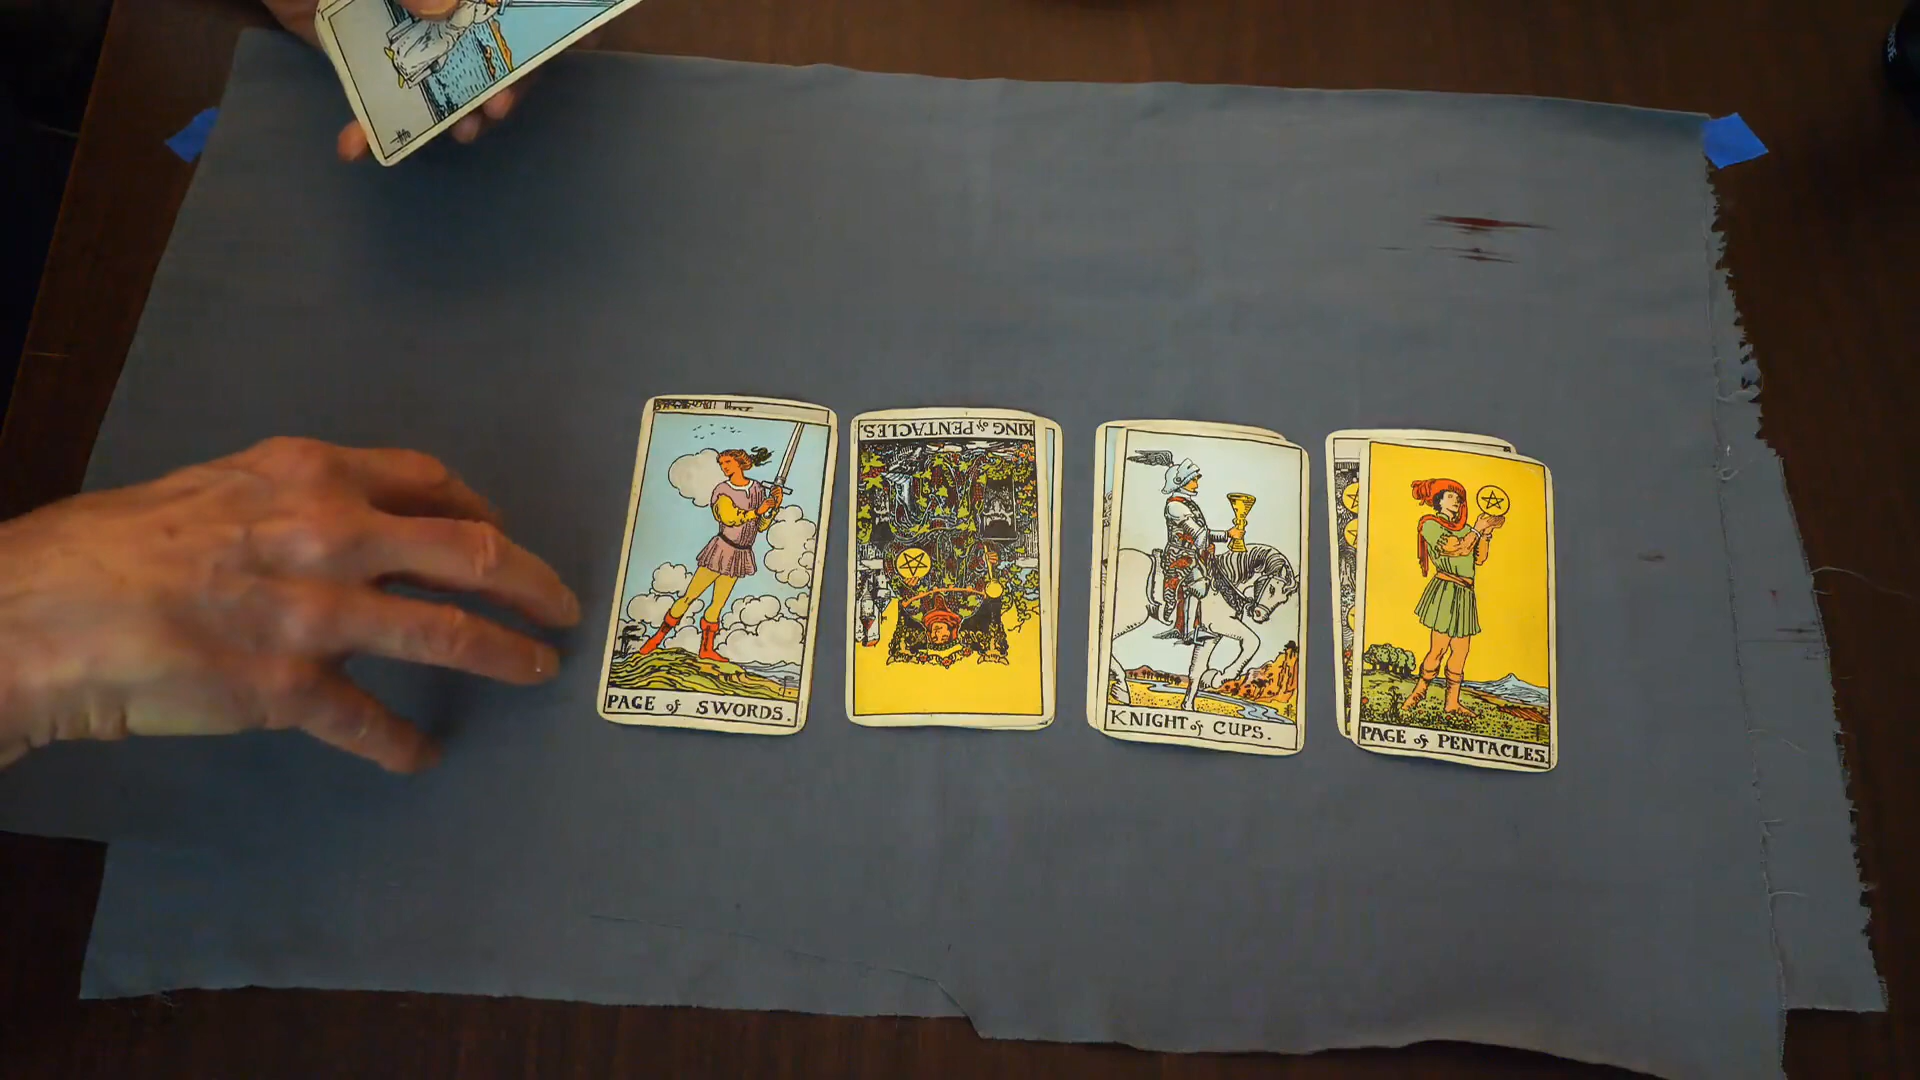 PAGE of SWORDS.
KING of PENTACLES.
KNIGHT of CUPS.
PAGE of PENTACLES.